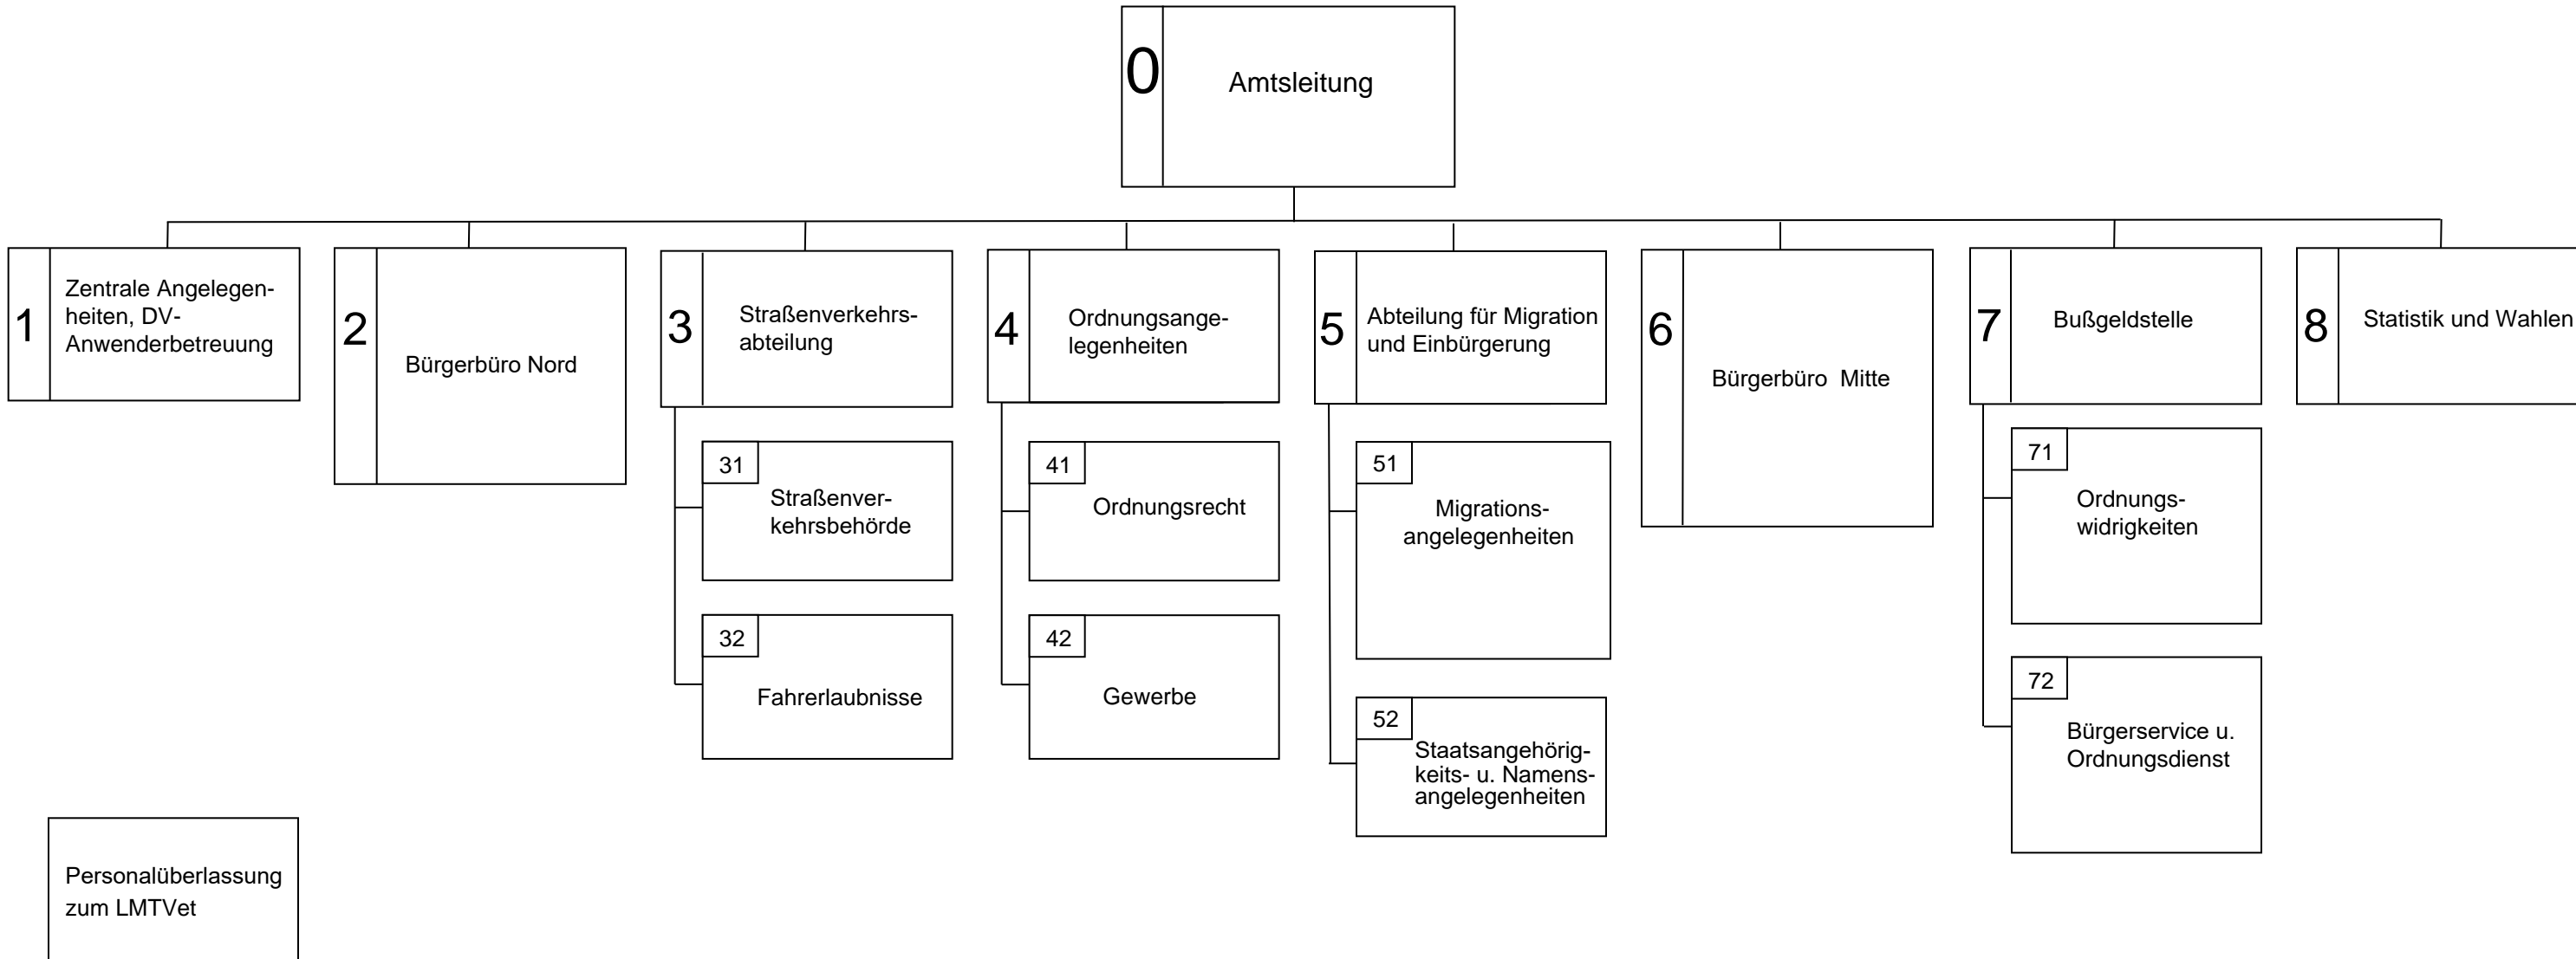 0
Amtsleitung
1
Zentrale Angelegen-
heiten, DV-
Anwenderbetreuung
2
Bürgerbüro Nord
3
Straßenverkehrs-
abteilung
4
Ordnungsange-
legenheiten
5
Abteilung für Migration
und Einbürgerung
6
Bürgerbüro  Mitte
7
Bußgeldstelle
8
Statistik und Wahlen
31
Straßenver-
kehrsbehörde
32
Fahrerlaubnisse
41
Ordnungsrecht
42
Gewerbe
51
Migrations-
angelegenheiten
52
Staatsangehörig-
keits- u. Namens-
angelegenheiten
71
Ordnungs-
widrigkeiten
72
Bürgerservice u.
Ordnungsdienst
Personalüberlassung
zum LMTVet